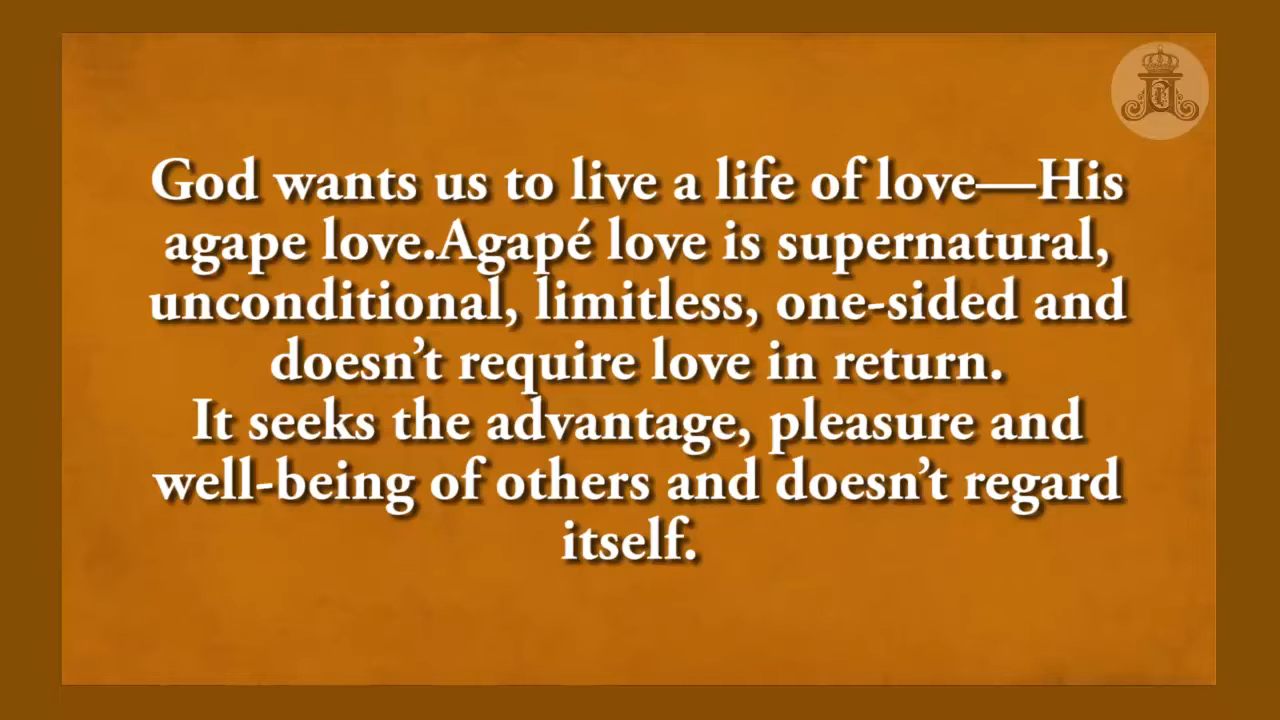 God wants us to live a life of love—His
agape love.Agapé love is supernatural,
unconditional, limitless, one-sided and
doesn’t require love in return.
It seeks the advantage, pleasure and
well-being of others and doesn’t regard
itself.